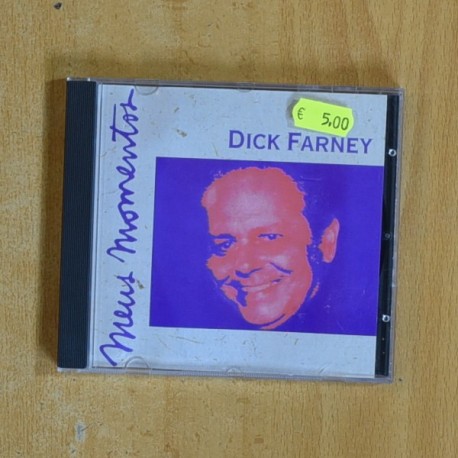 € 5,00
DICK FARNEY
Meus Momentos